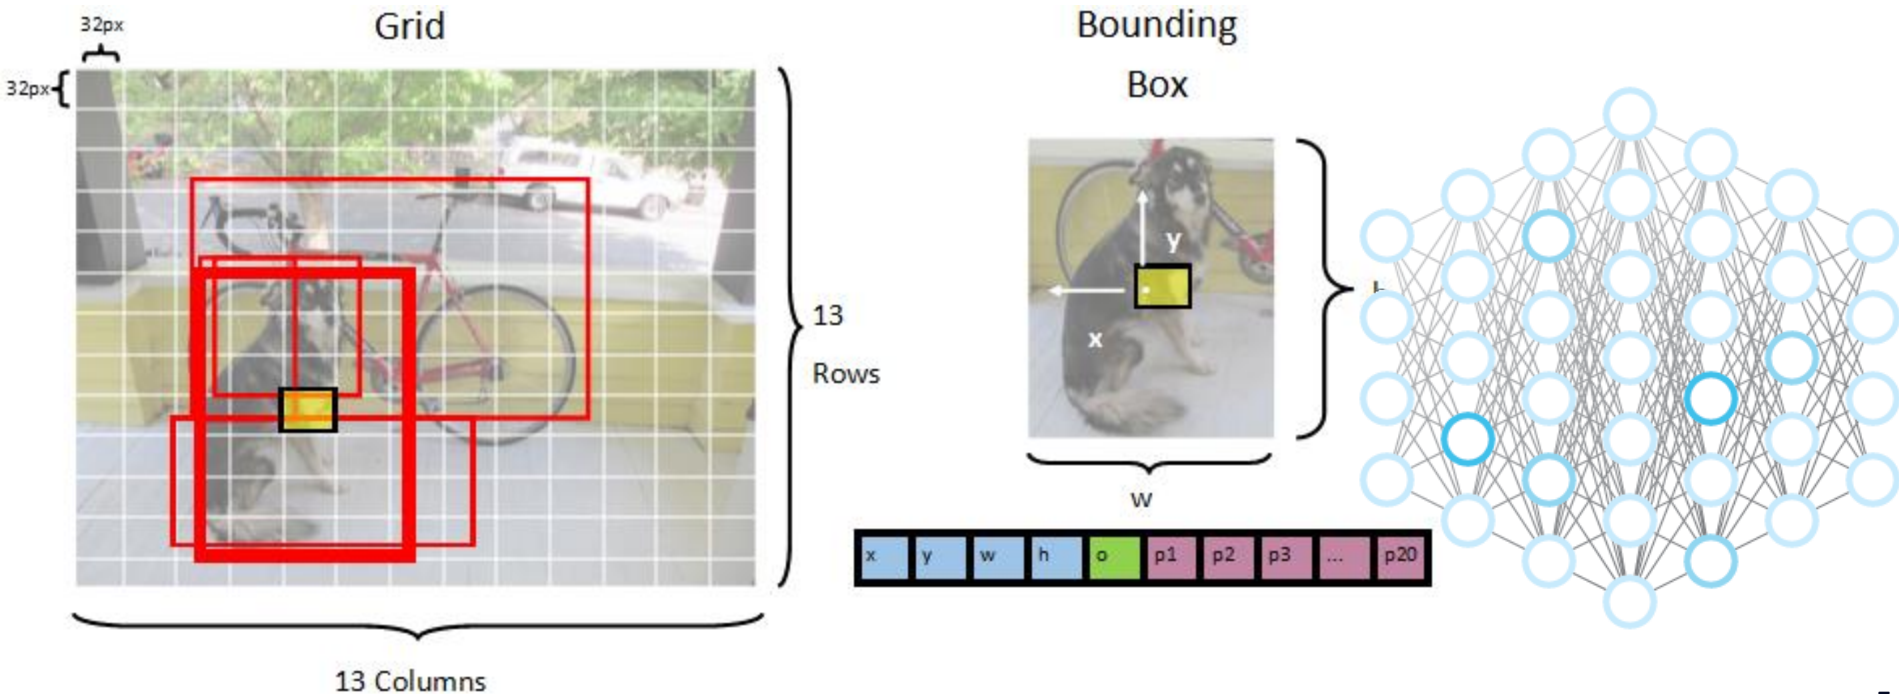 32px
Grid
32px
13
Rows
13 Columns
Bounding
Box
y
x
w
x y w h o p1 p2 p3 ... p20